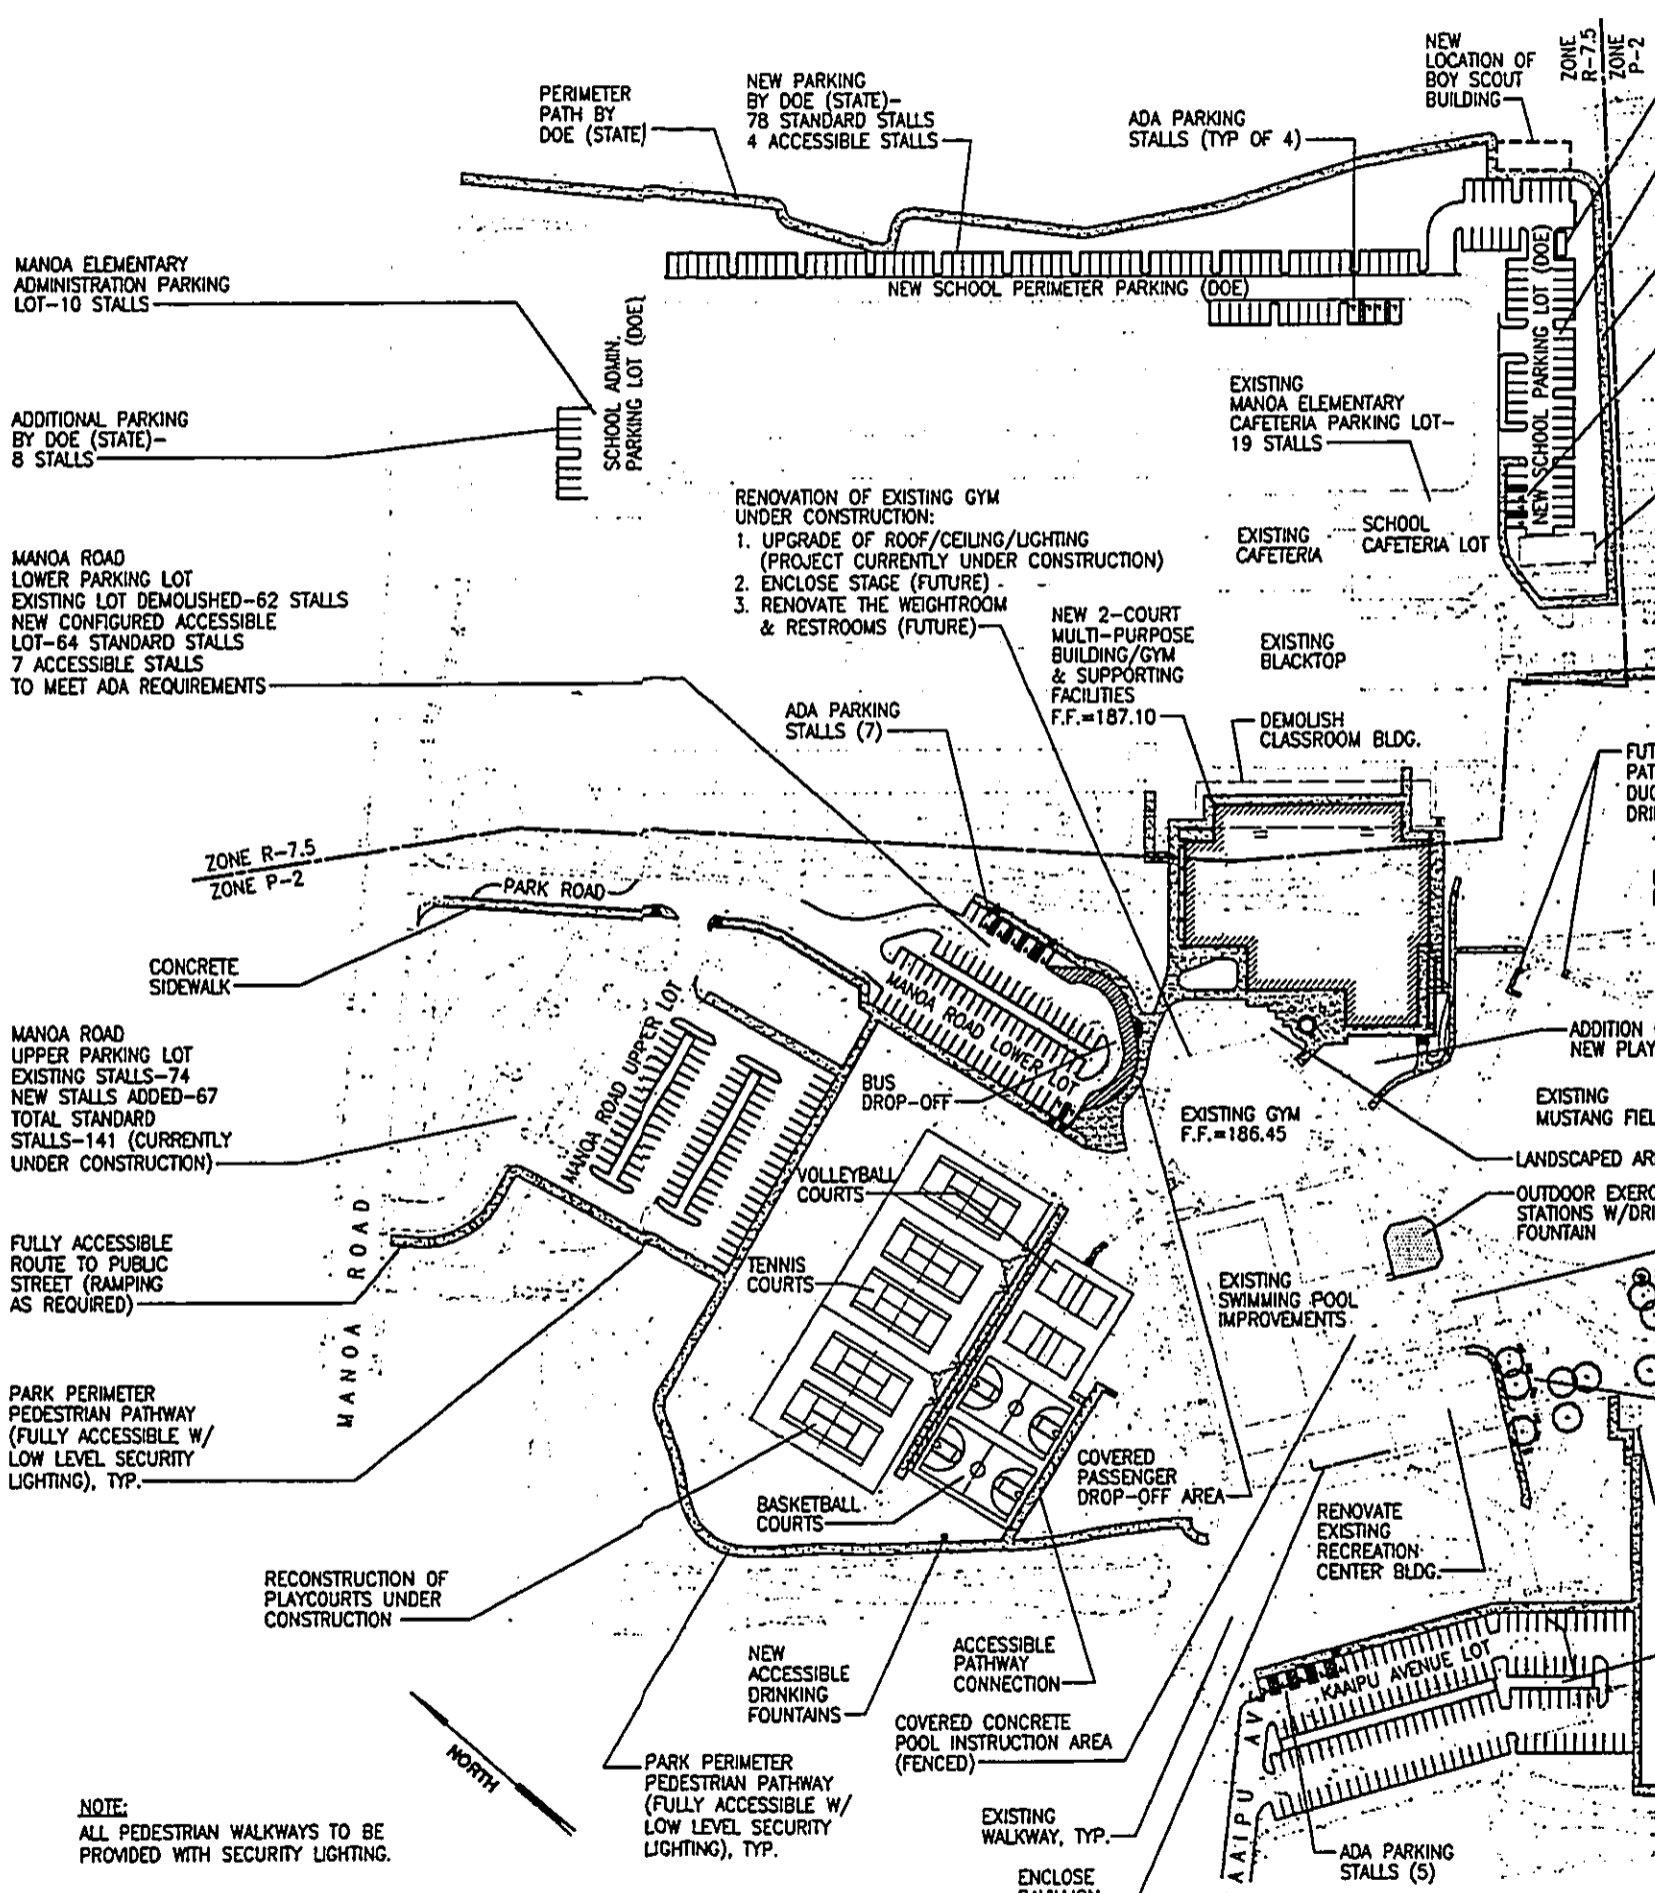 NEW
LOCATION OF
BOY SCOUT
BUILDING
ZONE
R-7.5
ZONE
P-2
PERIMETER
PATH BY
DOE (STATE)
NEW PARKING
BY DOE (STATE)-
78 STANDARD STALLS
4 ACCESSIBLE STALLS
ADA PARKING
STALLS (TYP OF 4)
MANOA ELEMENTARY
ADMINISTRATION PARKING
LOT-10 STALLS
NEW SCHOOL PERIMETER PARKING (DOE)
NEW SCHOOL PARKING LOT (DOE)
SCHOOL ADMIN.
PARKING LOT (DOE)
ADDITIONAL PARKING
BY DOE (STATE)-
8 STALLS
EXISTING
MANOA ELEMENTARY
CAFETERIA PARKING LOT-
19 STALLS
RENOVATION OF EXISTING GYM
UNDER CONSTRUCTION:
1. UPGRADE OF ROOF/CEILING/LIGHTING
(PROJECT CURRENTLY UNDER CONSTRUCTION)
2. ENCLOSE STAGE (FUTURE)
3. RENOVATE THE WEIGHTROOM
& RESTROOMS (FUTURE)
EXISTING
CAFETERIA
SCHOOL
CAFETERIA LOT
MANOA ROAD
LOWER PARKING LOT
EXISTING LOT DEMOLISHED-62 STALLS
NEW CONFIGURED ACCESSIBLE
LOT-64 STANDARD STALLS
7 ACCESSIBLE STALLS
TO MEET ADA REQUIREMENTS
NEW 2-COURT
MULTI-PURPOSE
BUILDING/GYM
& SUPPORTING
FACILITIES
F.F.=187.10
EXISTING
BLACKTOP
ADA PARKING
STALLS (7)
DEMOLISH
CLASSROOM BLDG.
FUT
PAT
DUG
DRI
ZONE R-7.5
ZONE P-2
PARK ROAD
CONCRETE
SIDEWALK
MANOA ROAD LOWER LOT
MANOA ROAD UPPER LOT
MANOA ROAD
UPPER PARKING LOT
EXISTING STALLS-74
NEW STALLS ADDED-67
TOTAL STANDARD
STALLS-141 (CURRENTLY
UNDER CONSTRUCTION)
BUS
DROP-OFF
ADDITION
NEW PLAY
EXISTING
MUSTANG FIEL
EXISTING GYM
F.F.=186.45
LANDSCAPED AR
VOLLEYBALL
COURTS
OUTDOOR EXERC
STATIONS W/DRI
FOUNTAIN
FULLY ACCESSIBLE
ROUTE TO PUBLIC
STREET (RAMPING
AS REQUIRED)
MANOA ROAD
TENNIS
COURTS
EXISTING
SWIMMING POOL
IMPROVEMENTS
PARK PERIMETER
PEDESTRIAN PATHWAY
(FULLY ACCESSIBLE W/
LOW LEVEL SECURITY
LIGHTING), TYP.
COVERED
PASSENGER
DROP-OFF AREA
BASKETBALL
COURTS
RENOVATE
EXISTING
RECREATION
CENTER BLDG.
RECONSTRUCTION OF
PLAYCOURTS UNDER
CONSTRUCTION
NEW
ACCESSIBLE
DRINKING
FOUNTAINS
ACCESSIBLE
PATHWAY
CONNECTION
KAAIPU AVENUE LOT
COVERED CONCRETE
POOL INSTRUCTION AREA
(FENCED)
NORTH
PARK PERIMETER
PEDESTRIAN PATHWAY
(FULLY ACCESSIBLE W/
LOW LEVEL SECURITY
LIGHTING), TYP.
EXISTING
WALKWAY, TYP.
AAIPU AV
ADA PARKING
STALLS (5)
NOTE:
ALL PEDESTRIAN WALKWAYS TO BE
PROVIDED WITH SECURITY LIGHTING.
ENCLOSE